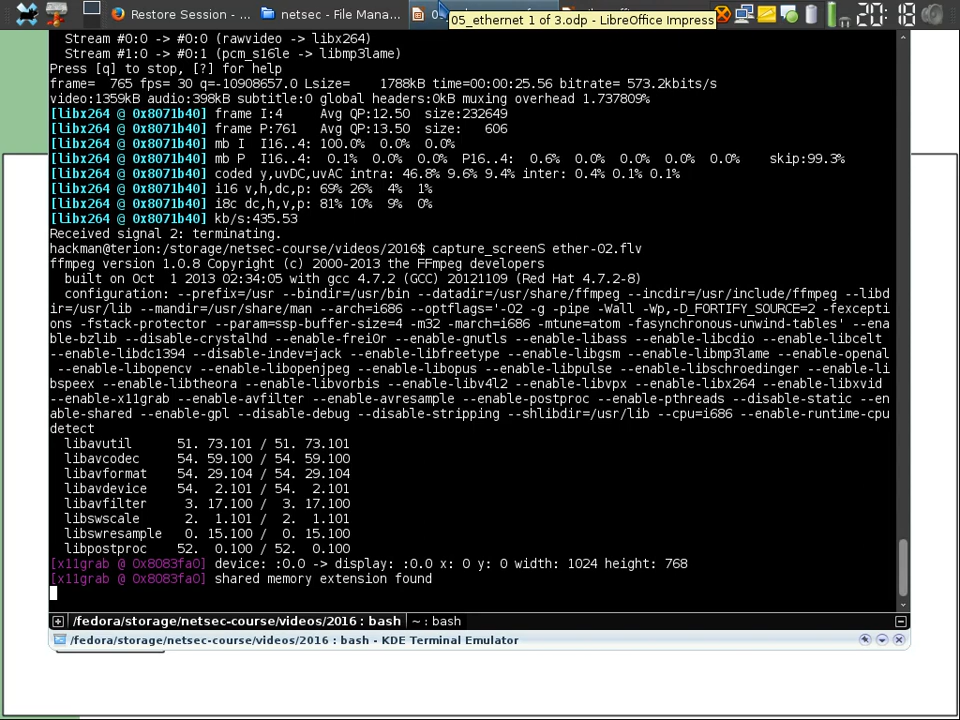 Restore Session - ...
netsec - File Mana...
05_ethernet 1 of 3.odp - LibreOffice Impress
20:18
Stream #0:0 -> #0:0 (rawvideo -> libx264)
Stream #1:0 -> #0:1 (pcm_s16le -> libmp3lame)
Press [q] to stop, [?] for help
frame= 765 fps= 30 q=-10908657.0 Lsize= 1788kB time=00:00:25.56 bitrate= 573.2kbits/s
video:1359kB audio:398kB subtitle:0 global headers:0kB muxing overhead 1.737809%
[libx264 @ 0x8071b40] frame I:4 Avg QP:12.50 size:232649
[libx264 @ 0x8071b40] frame P:761 Avg QP:13.50 size: 606
[libx264 @ 0x8071b40] mb I I16..4: 100.0% 0.0% 0.0%
[libx264 @ 0x8071b40] mb P I16..4: 0.1% 0.0% 0.0% P16..4: 0.6% 0.0% 0.0% 0.0% 0.0% skip:99.3%
[libx264 @ 0x8071b40] coded y,uvDC,uvAC intra: 46.8% 9.6% 9.4% inter: 0.4% 0.1% 0.1%
[libx264 @ 0x8071b40] i16 v,h,dc,p: 69% 26% 4% 1%
[libx264 @ 0x8071b40] i8c dc,h,v,p: 81% 10% 9% 0%
[libx264 @ 0x8071b40] kb/s:435.53
Received signal 2: terminating.
hackman@terion:/storage/netsec-course/videos/2016$ capture_screenS ether-02.flv
ffmpeg version 1.0.8 Copyright (c) 2000-2013 the FFmpeg developers
built on Oct 1 2013 02:34:05 with gcc 4.7.2 (GCC) 20121109 (Red Hat 4.7.2-8)
configuration: --prefix=/usr --bindir=/usr/bin --datadir=/usr/share/ffmpeg --incdir=/usr/include/ffmpeg --libd
ir=/usr/lib --mandir=/usr/share/man --arch=i686 --optflags='-O2 -g -pipe -Wall -Wp,-D_FORTIFY_SOURCE=2 -fexcepti
ons -fstack-protector --param=ssp-buffer-size=4 -m32 -march=i686 -mtune=atom -fasynchronous-unwind-tables' --ena
ble-bzlib --disable-crystalhd --enable-frei0r --enable-gnutls --enable-libass --enable-libcdio --enable-libcelt
--enable-libdc1394 --disable-indev=jack --enable-libfreetype --enable-libgsm --enable-libmp3lame --enable-openal
--enable-libopencv --enable-libopenjpeg --enable-libopus --enable-libpulse --enable-libschroedinger --enable-li
bspeex --enable-libtheora --enable-libvorbis --enable-libv4l2 --enable-libvpx --enable-libx264 --enable-libxvid
--enable-x11grab --enable-avfilter --enable-avresample --enable-postproc --enable-pthreads --disable-static --en
able-shared --enable-gpl --disable-debug --disable-stripping --shlibdir=/usr/lib --cpu=i686 --enable-runtime-cpu
detect
libavutil 51. 73.101 / 51. 73.101
libavcodec 54. 59.100 / 54. 59.100
libavformat 54. 29.104 / 54. 29.104
libavdevice 54. 2.101 / 54. 2.101
libavfilter 3. 17.100 / 3. 17.100
libswscale 2. 1.101 / 2. 1.101
libswresample 0. 15.100 / 0. 15.100
libpostproc 52. 0.100 / 52. 0.100
[x11grab @ 0x8083fa0] device: :0.0 -> display: :0.0 x: 0 y: 0 width: 1024 height: 768
[x11grab @ 0x8083fa0] shared memory extension found
/fedora/storage/netsec-course/videos/2016 : bash
~ : bash
/fedora/storage/netsec-course/videos/2016 : bash - KDE Terminal Emulator